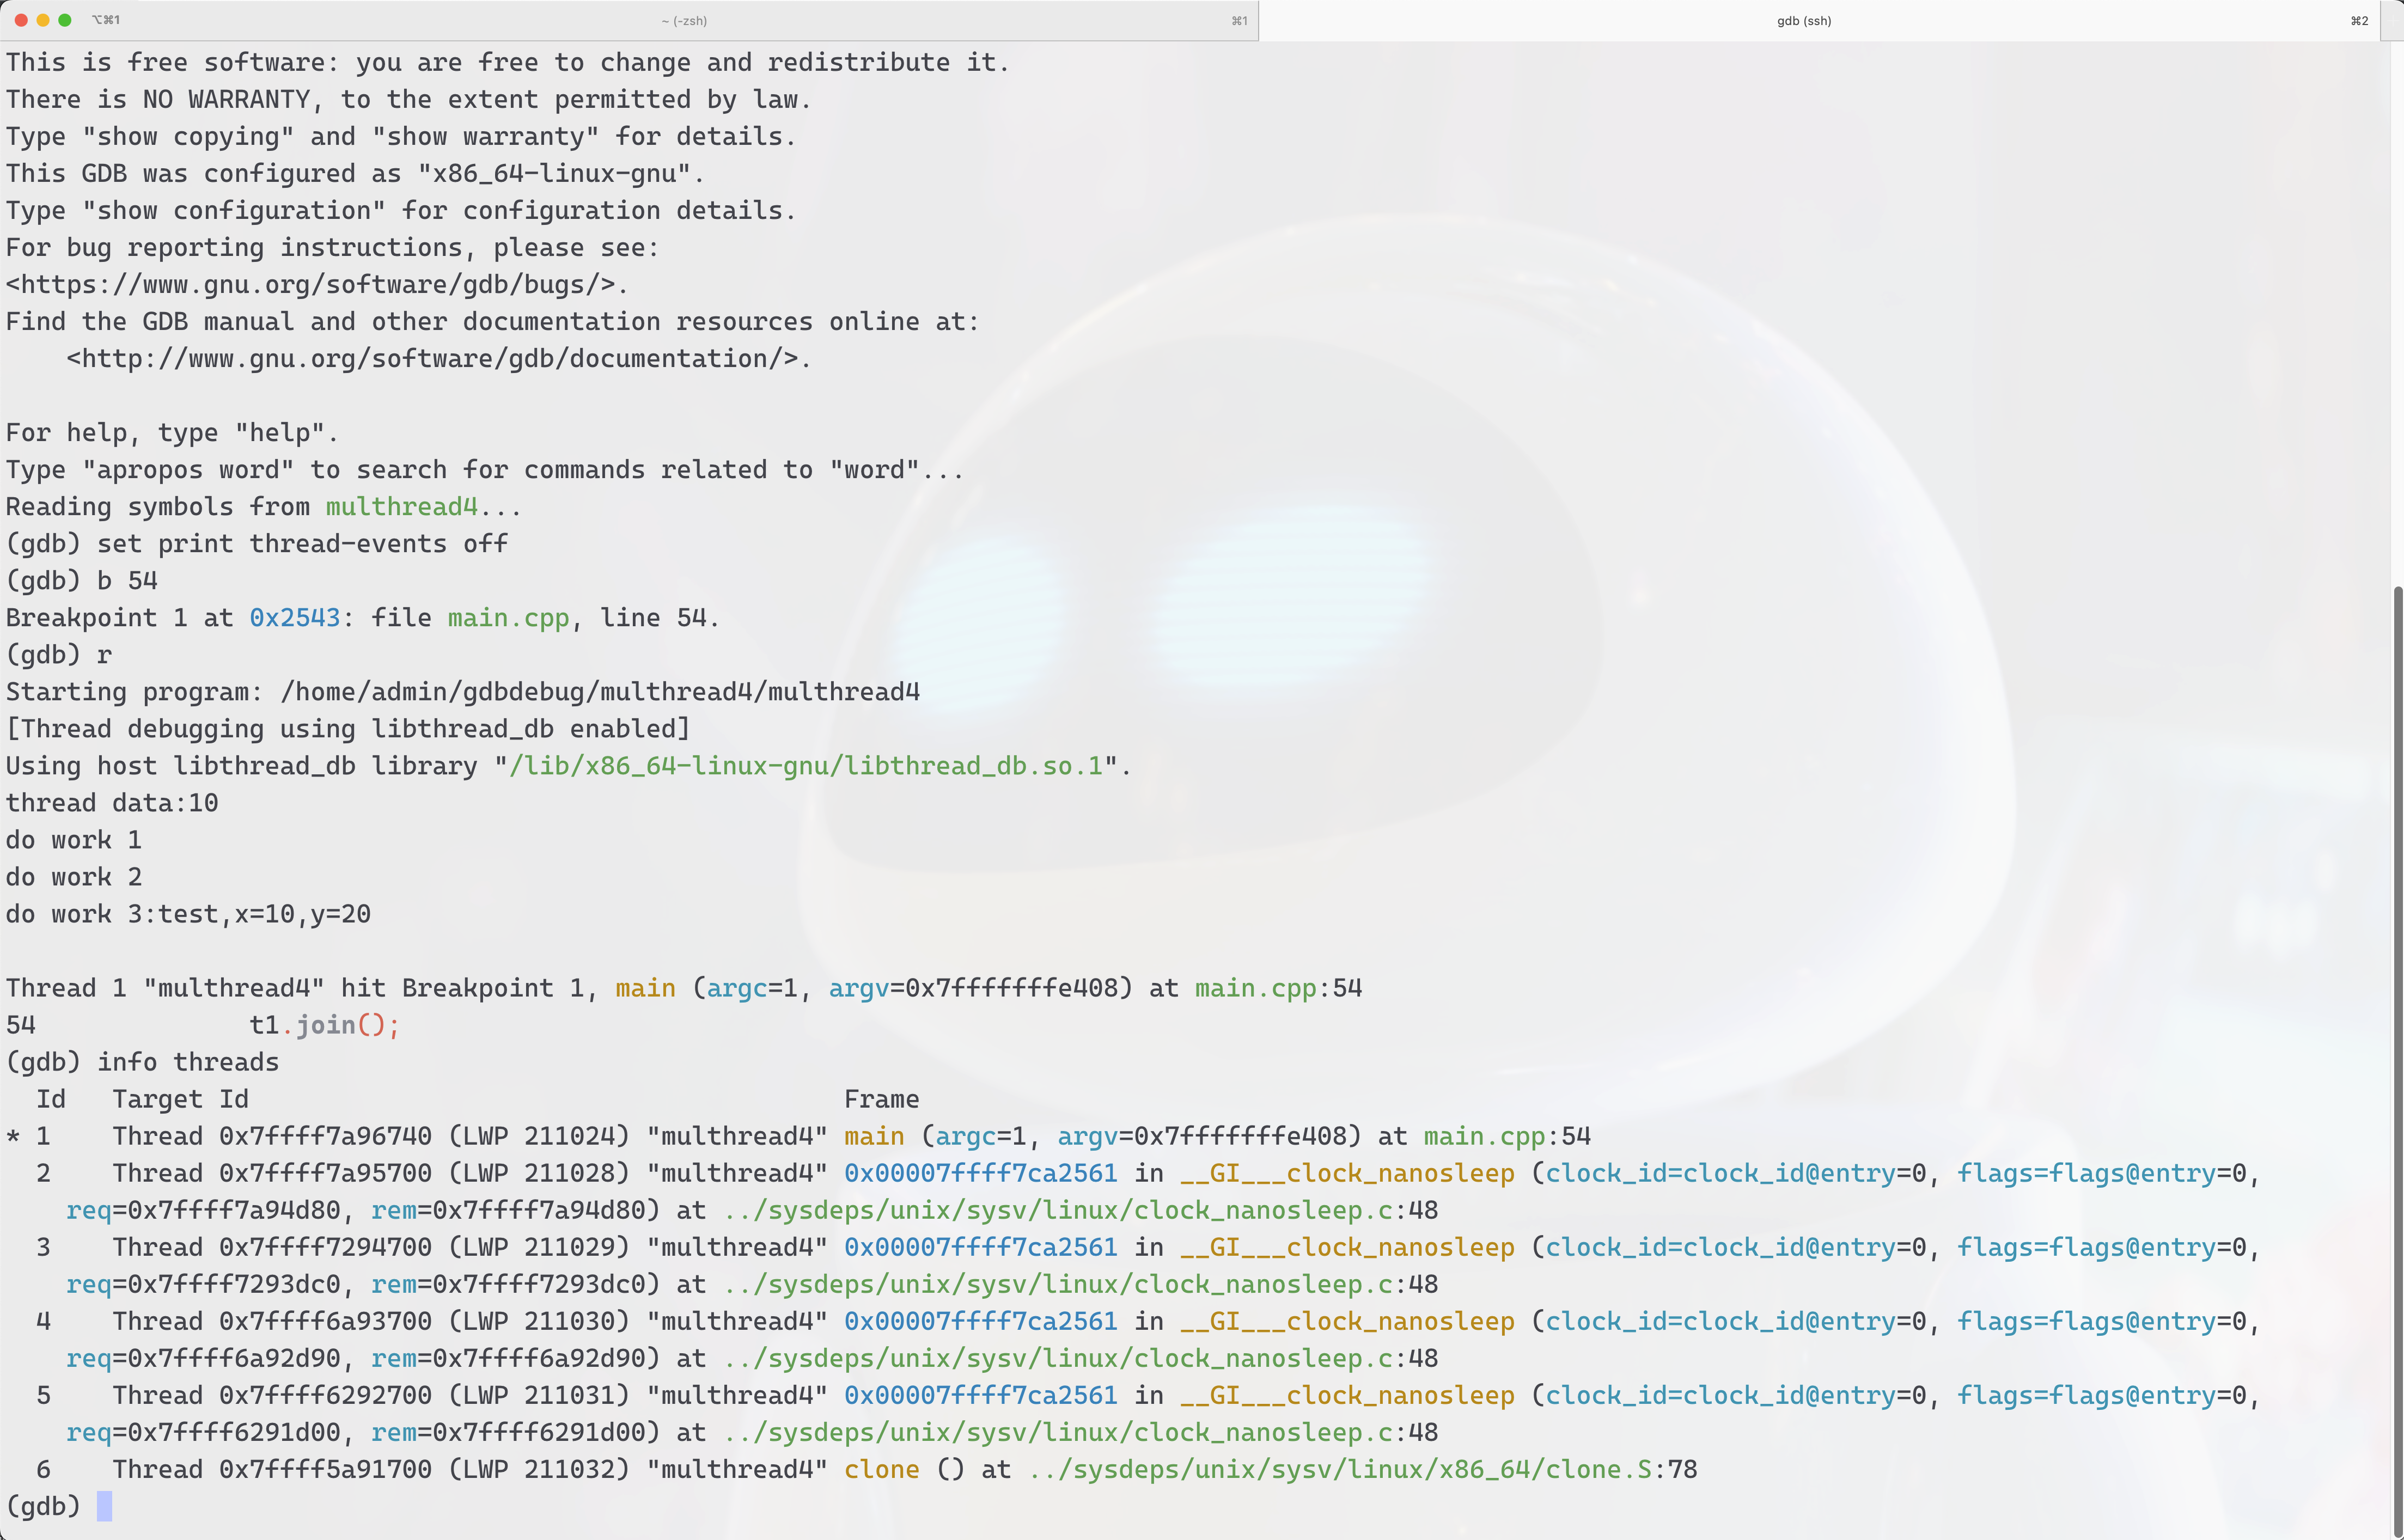 ⌥⌘1 ~ (-zsh) ⌘1 gdb (ssh) ⌘2
This is free software: you are free to change and redistribute it.
There is NO WARRANTY, to the extent permitted by law.
Type "show copying" and "show warranty" for details.
This GDB was configured as "x86_64-linux-gnu".
Type "show configuration" for configuration details.
For bug reporting instructions, please see:
<https://www.gnu.org/software/gdb/bugs/>.
Find the GDB manual and other documentation resources online at:
    <http://www.gnu.org/software/gdb/documentation/>.

For help, type "help".
Type "apropos word" to search for commands related to "word"...
Reading symbols from multhread4...
(gdb) set print thread-events off
(gdb) b 54
Breakpoint 1 at 0x2543: file main.cpp, line 54.
(gdb) r
Starting program: /home/admin/gdbdebug/multhread4/multhread4
[Thread debugging using libthread_db enabled]
Using host libthread_db library "/lib/x86_64-linux-gnu/libthread_db.so.1".
thread data:10
do work 1
do work 2
do work 3:test,x=10,y=20

Thread 1 "multhread4" hit Breakpoint 1, main (argc=1, argv=0x7fffffffe408) at main.cpp:54
54              t1.join();
(gdb) info threads
  Id   Target Id                                       Frame
* 1    Thread 0x7ffff7a96740 (LWP 211024) "multhread4" main (argc=1, argv=0x7fffffffe408) at main.cpp:54
  2    Thread 0x7ffff7a95700 (LWP 211028) "multhread4" 0x00007ffff7ca2561 in __GI___clock_nanosleep (clock_id=clock_id@entry=0, flags=flags@entry=0,
    req=0x7ffff7a94d80, rem=0x7ffff7a94d80) at ../sysdeps/unix/sysv/linux/clock_nanosleep.c:48
  3    Thread 0x7ffff7294700 (LWP 211029) "multhread4" 0x00007ffff7ca2561 in __GI___clock_nanosleep (clock_id=clock_id@entry=0, flags=flags@entry=0,
    req=0x7ffff7293dc0, rem=0x7ffff7293dc0) at ../sysdeps/unix/sysv/linux/clock_nanosleep.c:48
  4    Thread 0x7ffff6a93700 (LWP 211030) "multhread4" 0x00007ffff7ca2561 in __GI___clock_nanosleep (clock_id=clock_id@entry=0, flags=flags@entry=0,
    req=0x7ffff6a92d90, rem=0x7ffff6a92d90) at ../sysdeps/unix/sysv/linux/clock_nanosleep.c:48
  5    Thread 0x7ffff6292700 (LWP 211031) "multhread4" 0x00007ffff7ca2561 in __GI___clock_nanosleep (clock_id=clock_id@entry=0, flags=flags@entry=0,
    req=0x7ffff6291d00, rem=0x7ffff6291d00) at ../sysdeps/unix/sysv/linux/clock_nanosleep.c:48
  6    Thread 0x7ffff5a91700 (LWP 211032) "multhread4" clone () at ../sysdeps/unix/sysv/linux/x86_64/clone.S:78
(gdb)